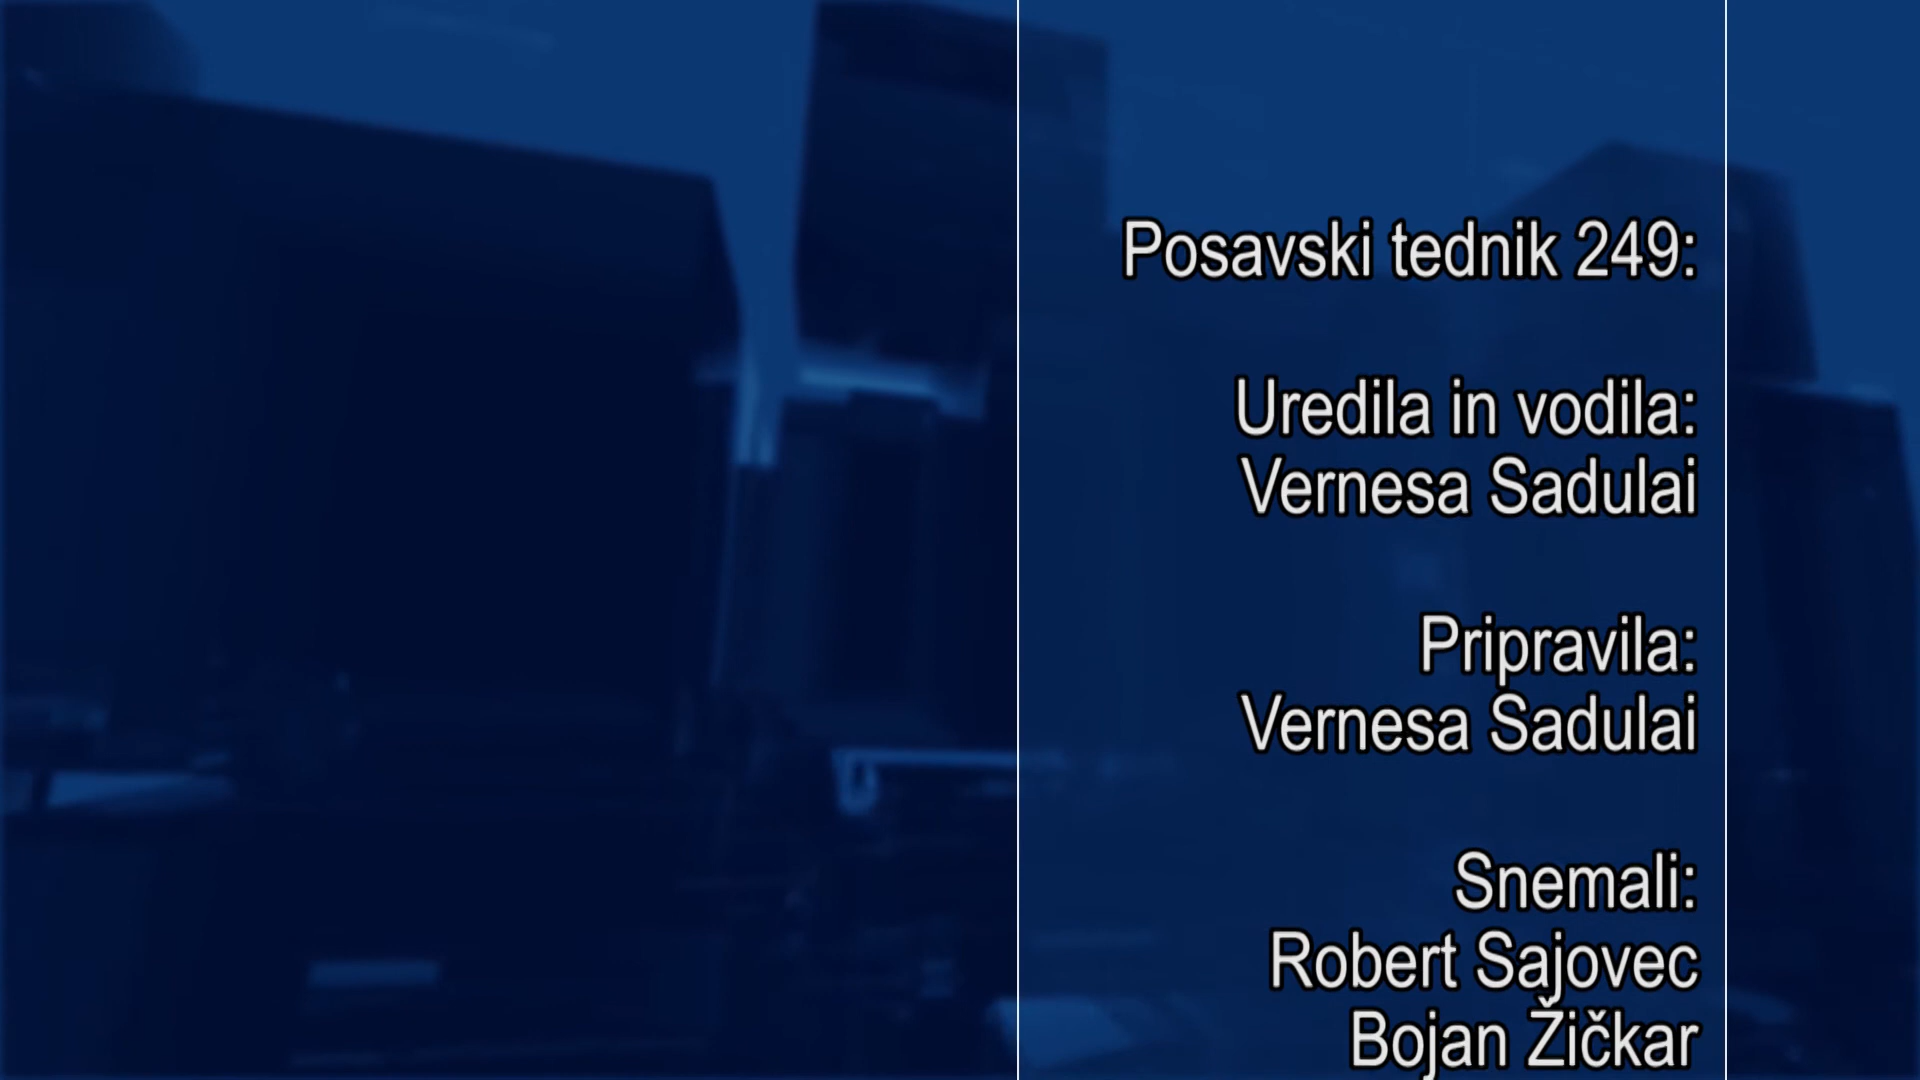 Posavski tednik 249:
Uredila in vodila:
Vernesa Sadulai
Pripravila:
Vernesa Sadulai
Snemali:
Robert Sajovec
Bojan Žičkar